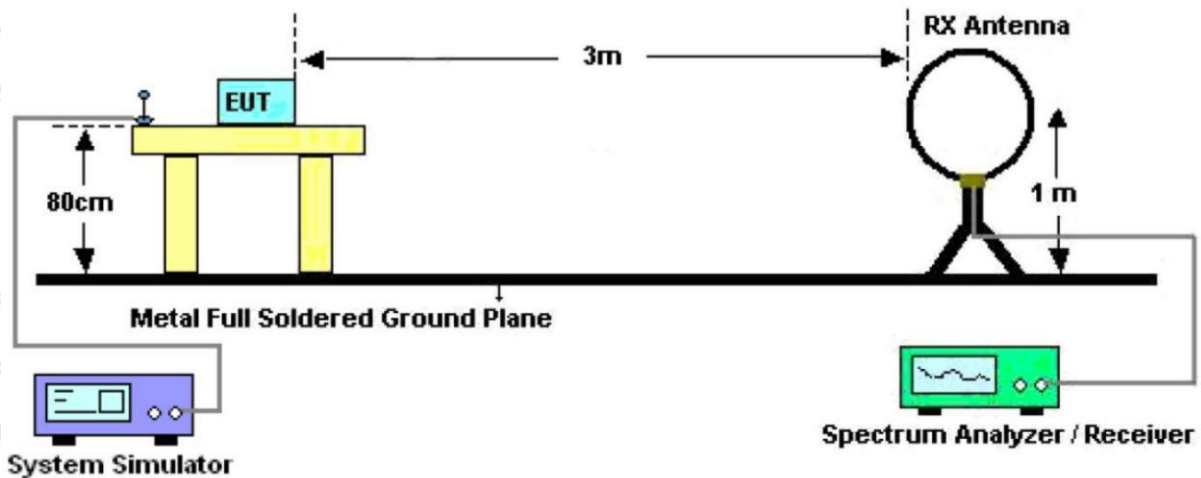 RX Antenna
3m
EUT
80cm
1 m
Metal Full Soldered Ground Plane
System Simulator
Spectrum Analyzer / Receiver